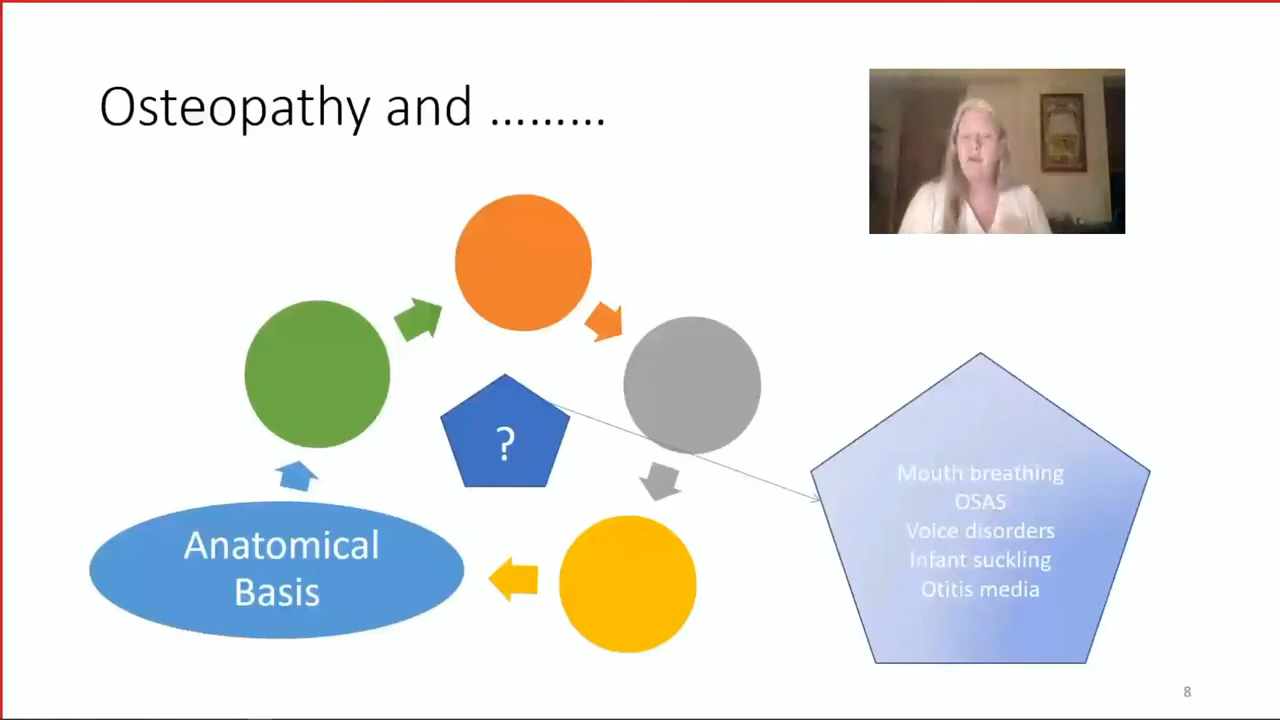 Osteopathy and .........
?
Anatomical
Basis
Mouth breathing
OSAS
Voice disorders
Infant suckling
Otitis media
8